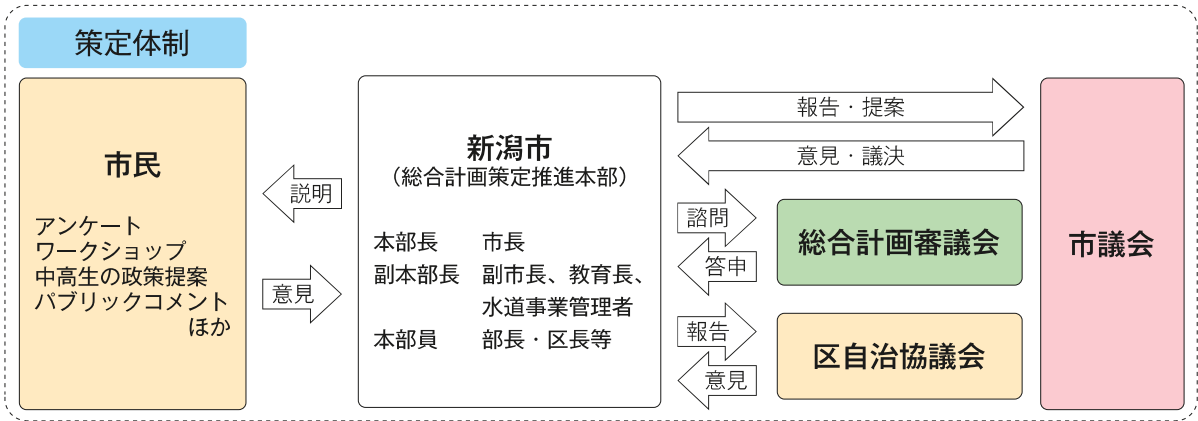 策定体制
市民
アンケート
ワークショップ
中高生の政策提案
パブリックコメント
ほか
説明
意見
新潟市
（総合計画策定推進本部）
本部長 市長
副本部長 副市長、教育長、
水道事業管理者
本部員 部長・区長等
報告・提案
意見・議決
諮問
答申
報告
意見
総合計画審議会
区自治協議会
市議会